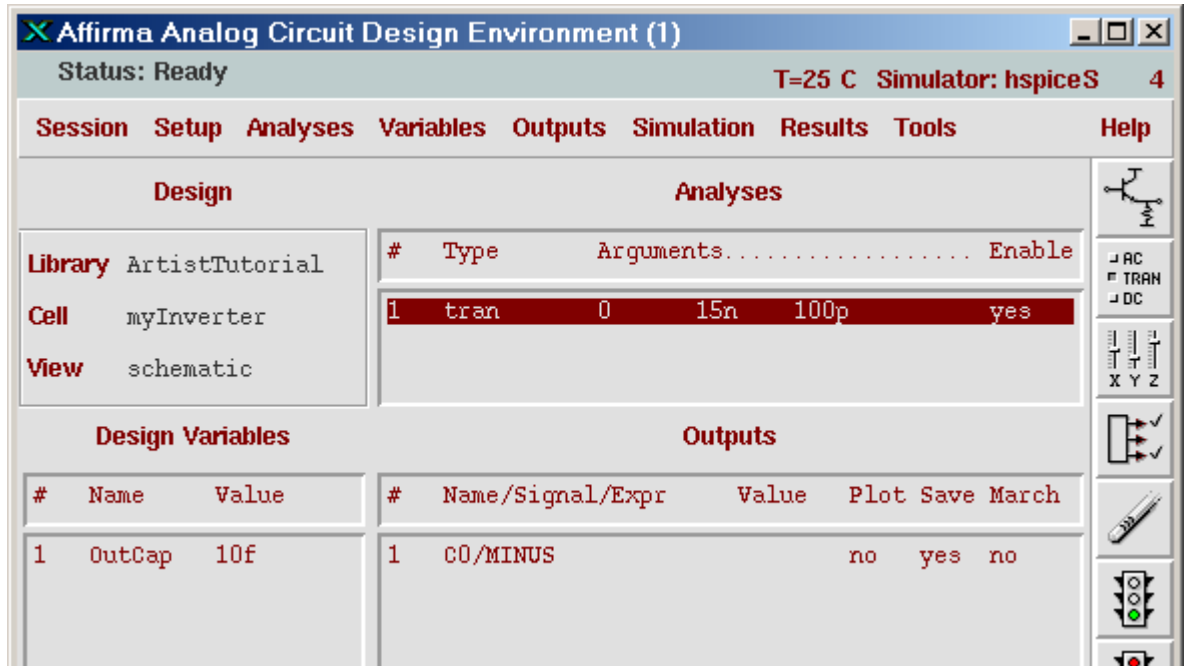 Affirma Analog Circuit Design Environment (1)
Status: Ready
T=25 C Simulator: hspiceS 4
Session Setup Analyses Variables Outputs Simulation Results Tools Help
Design
Library ArtistTutorial
Cell myInverter
View schematic
Analyses
# Type Arguments................... Enable
1 tran 0 15n 100p yes
Design Variables
# Name Value
1 OutCap 10f
Outputs
# Name/Signal/Expr Value Plot Save March
1 C0/MINUS no yes no
AC
TRAN
DC
X Y Z